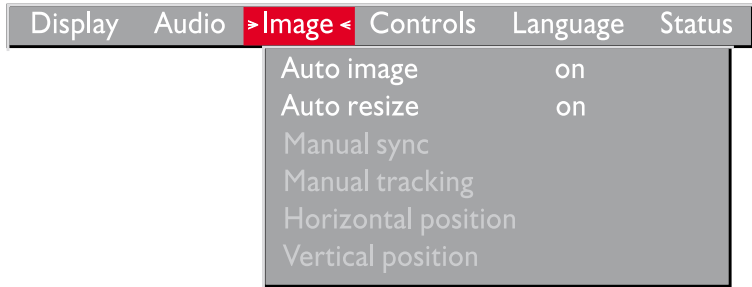 Display Audio >Image< Controls Language Status
Auto image on
Auto resize on
Manual sync
Manual tracking
Horizontal position
Vertical position